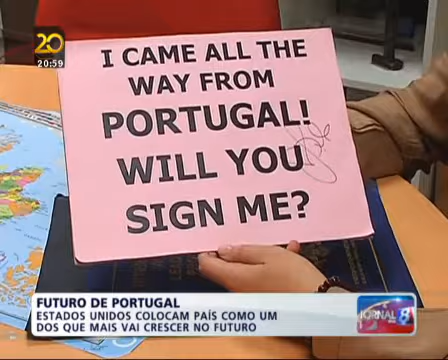 20
20:59
I CAME ALL THE
WAY FROM
PORTUGAL!
WILL YOU
SIGN ME?
FUTURO DE PORTUGAL
ESTADOS UNIDOS COLOCAM PAÍS COMO UM
DOS QUE MAIS VAI CRESCER NO FUTURO
JORNAL 8